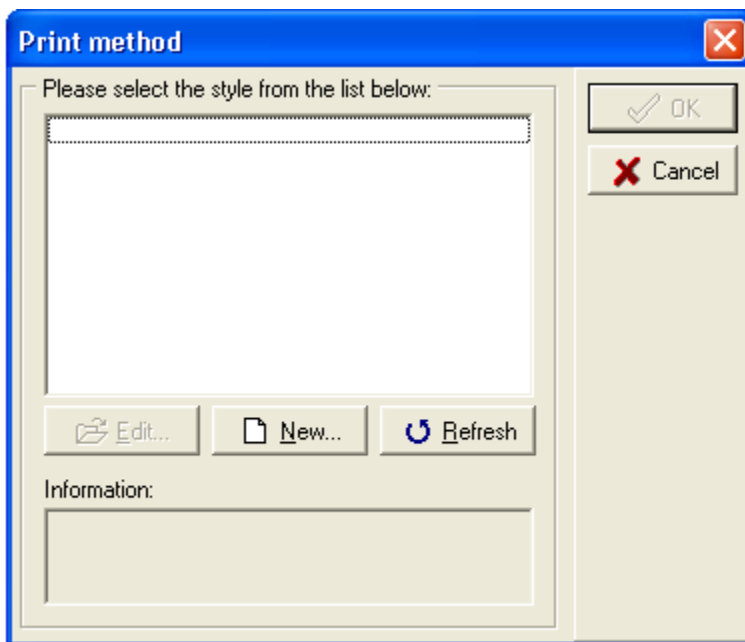 Print method
Please select the style from the list below:
OK
Cancel
Edit...
New...
Refresh
Information: